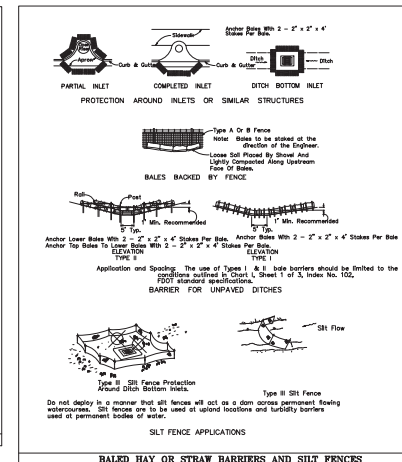 Anchor Bales With 2 - 2" x 2" x 4'
Stakes Per Bale.
Sidewalk
Apron
Curb & Gutter
Curb & Gutter
Ditch
Ditch
PARTIAL INLET
COMPLETED INLET
DITCH BOTTOM INLET
PROTECTION AROUND INLETS OR SIMILAR STRUCTURES
Type A Or B Fence
Note: Bales to be staked at the
direction of the Engineer.
Loose Soil Placed By Shovel And
Lightly Compacted Along Upstream
Face Of Bales.
BALES BACKED BY FENCE
Rail
Post
1" Min. Recommended
5' Typ.
1" Min. Recommended
5' Typ.
Anchor Lower Bales With 2 - 2" x 2" x 4' Stakes Per Bale.
Anchor Top Bales To Lower Bales With 2 - 2" x 2" x 4' Stakes Per Bale.
Anchor Bales With 2 - 2" x 2" x 4' Stakes Per Bale
ELEVATION
TYPE II
ELEVATION
TYPE I
Application and Spacing: The use of Types I & II bale barriers should be limited to the
conditions outlined in Chart I, Sheet 1 of 3, Index No. 102,
FDOT standard specifications.
BARRIER FOR UNPAVED DITCHES
Silt Flow
Type III Silt Fence Protection
Around Ditch Bottom Inlets.
Type III Silt Fence
Do not deploy in a manner that silt fences will act as a dam across permanent flowing
watercourses. Silt fences are to be used at upland locations and turbidity barriers
used at permanent bodies of water.
SILT FENCE APPLICATIONS
BALED HAY OR STRAW BARRIERS AND SILT FENCES